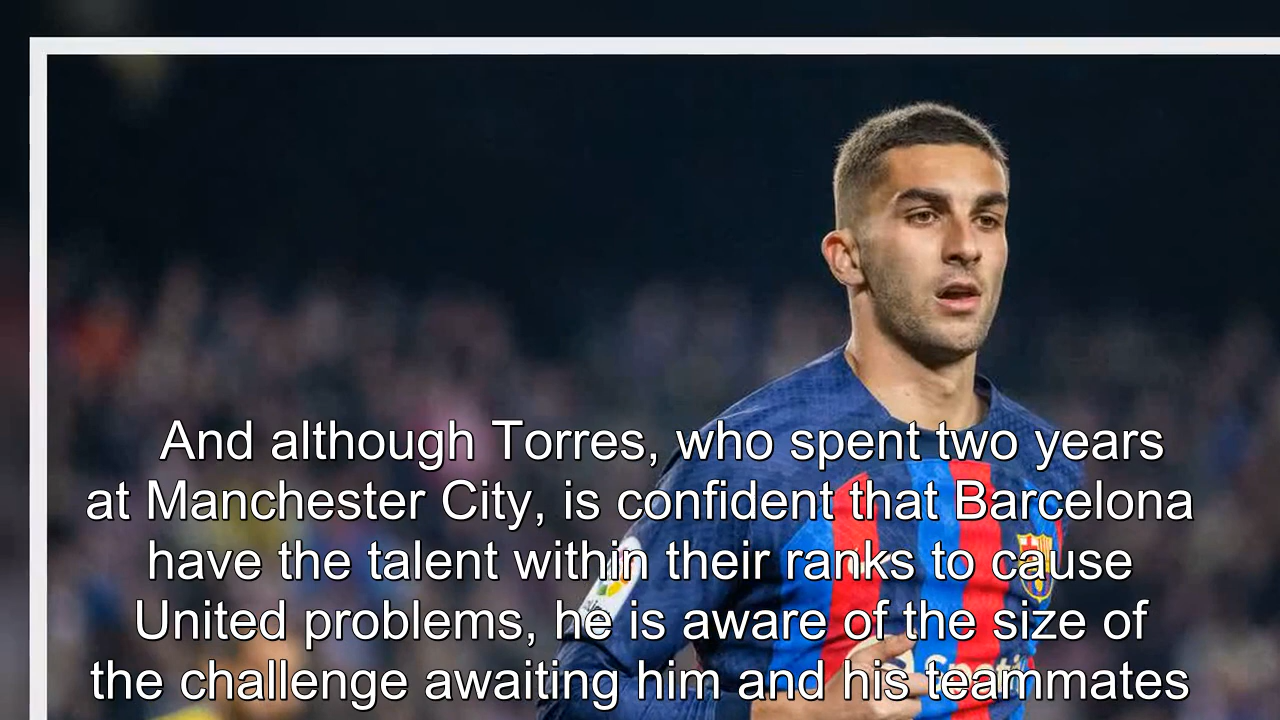 And although Torres, who spent two years
at Manchester City, is confident that Barcelona
have the talent within their ranks to cause
United problems, he is aware of the size of
the challenge awaiting him and his teammates
Spotify